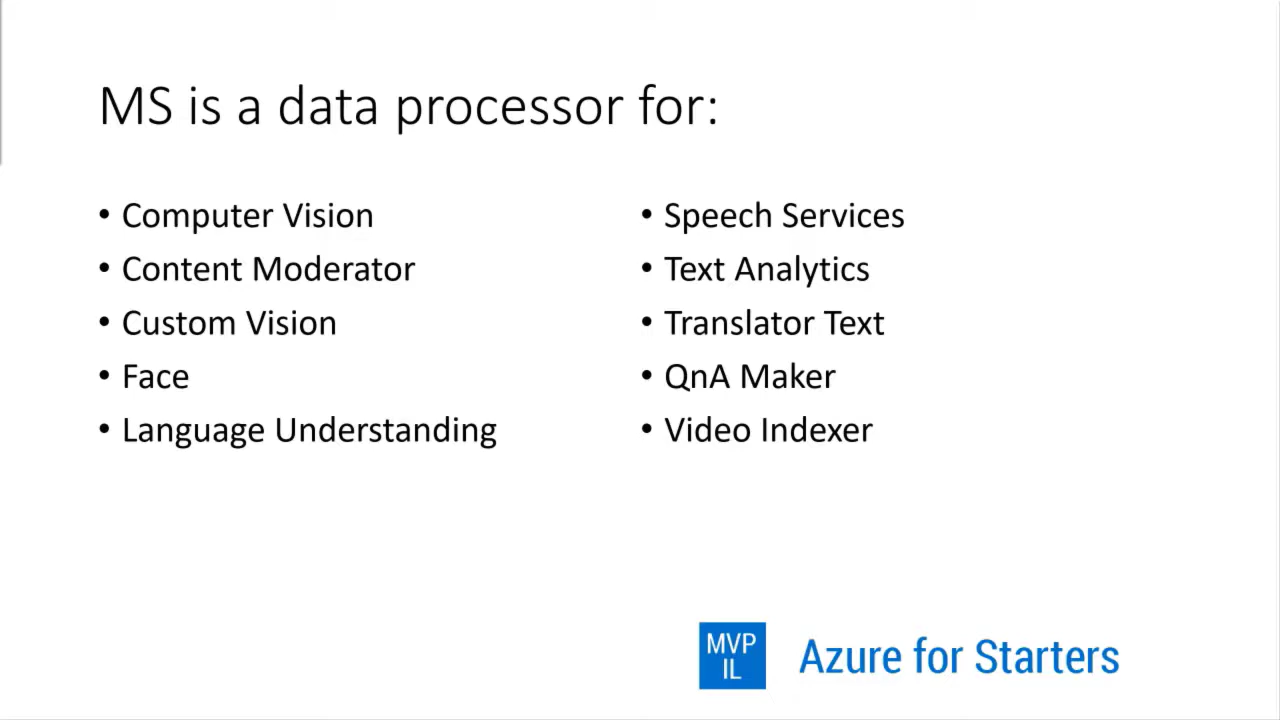 MS is a data processor for:
• Computer Vision
• Content Moderator
• Custom Vision
• Face
• Language Understanding
• Speech Services
• Text Analytics
• Translator Text
• QnA Maker
• Video Indexer
MVP
IL
Azure for Starters